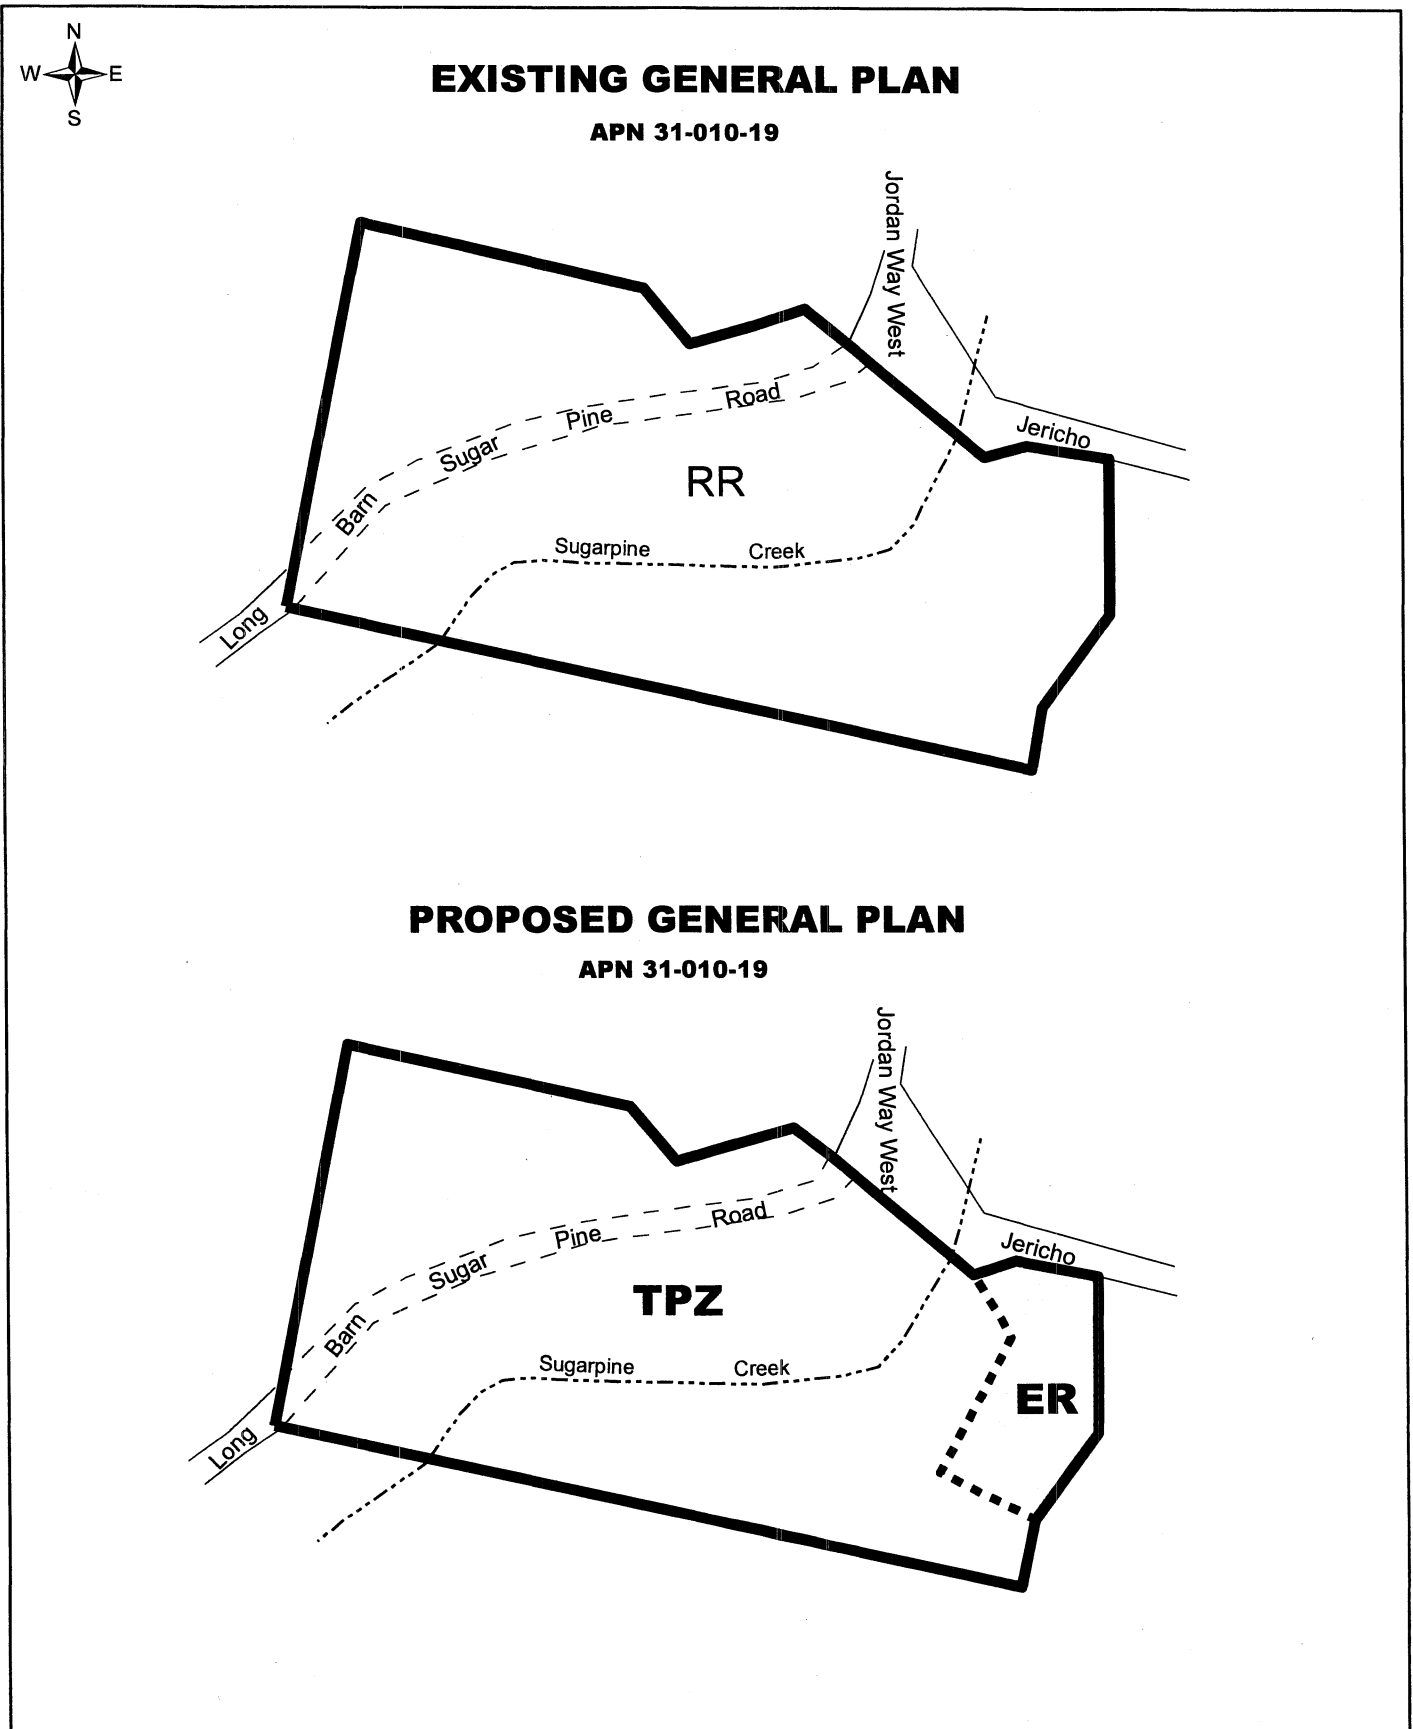 N
W E
S
EXISTING GENERAL PLAN
APN 31-010-19
Jordan Way West
Jericho
Long Barn Sugar Pine Road
RR
Sugarpine Creek
PROPOSED GENERAL PLAN
APN 31-010-19
Jordan Way West
Jericho
Long Barn Sugar Pine Road
TPZ
Sugarpine Creek
ER